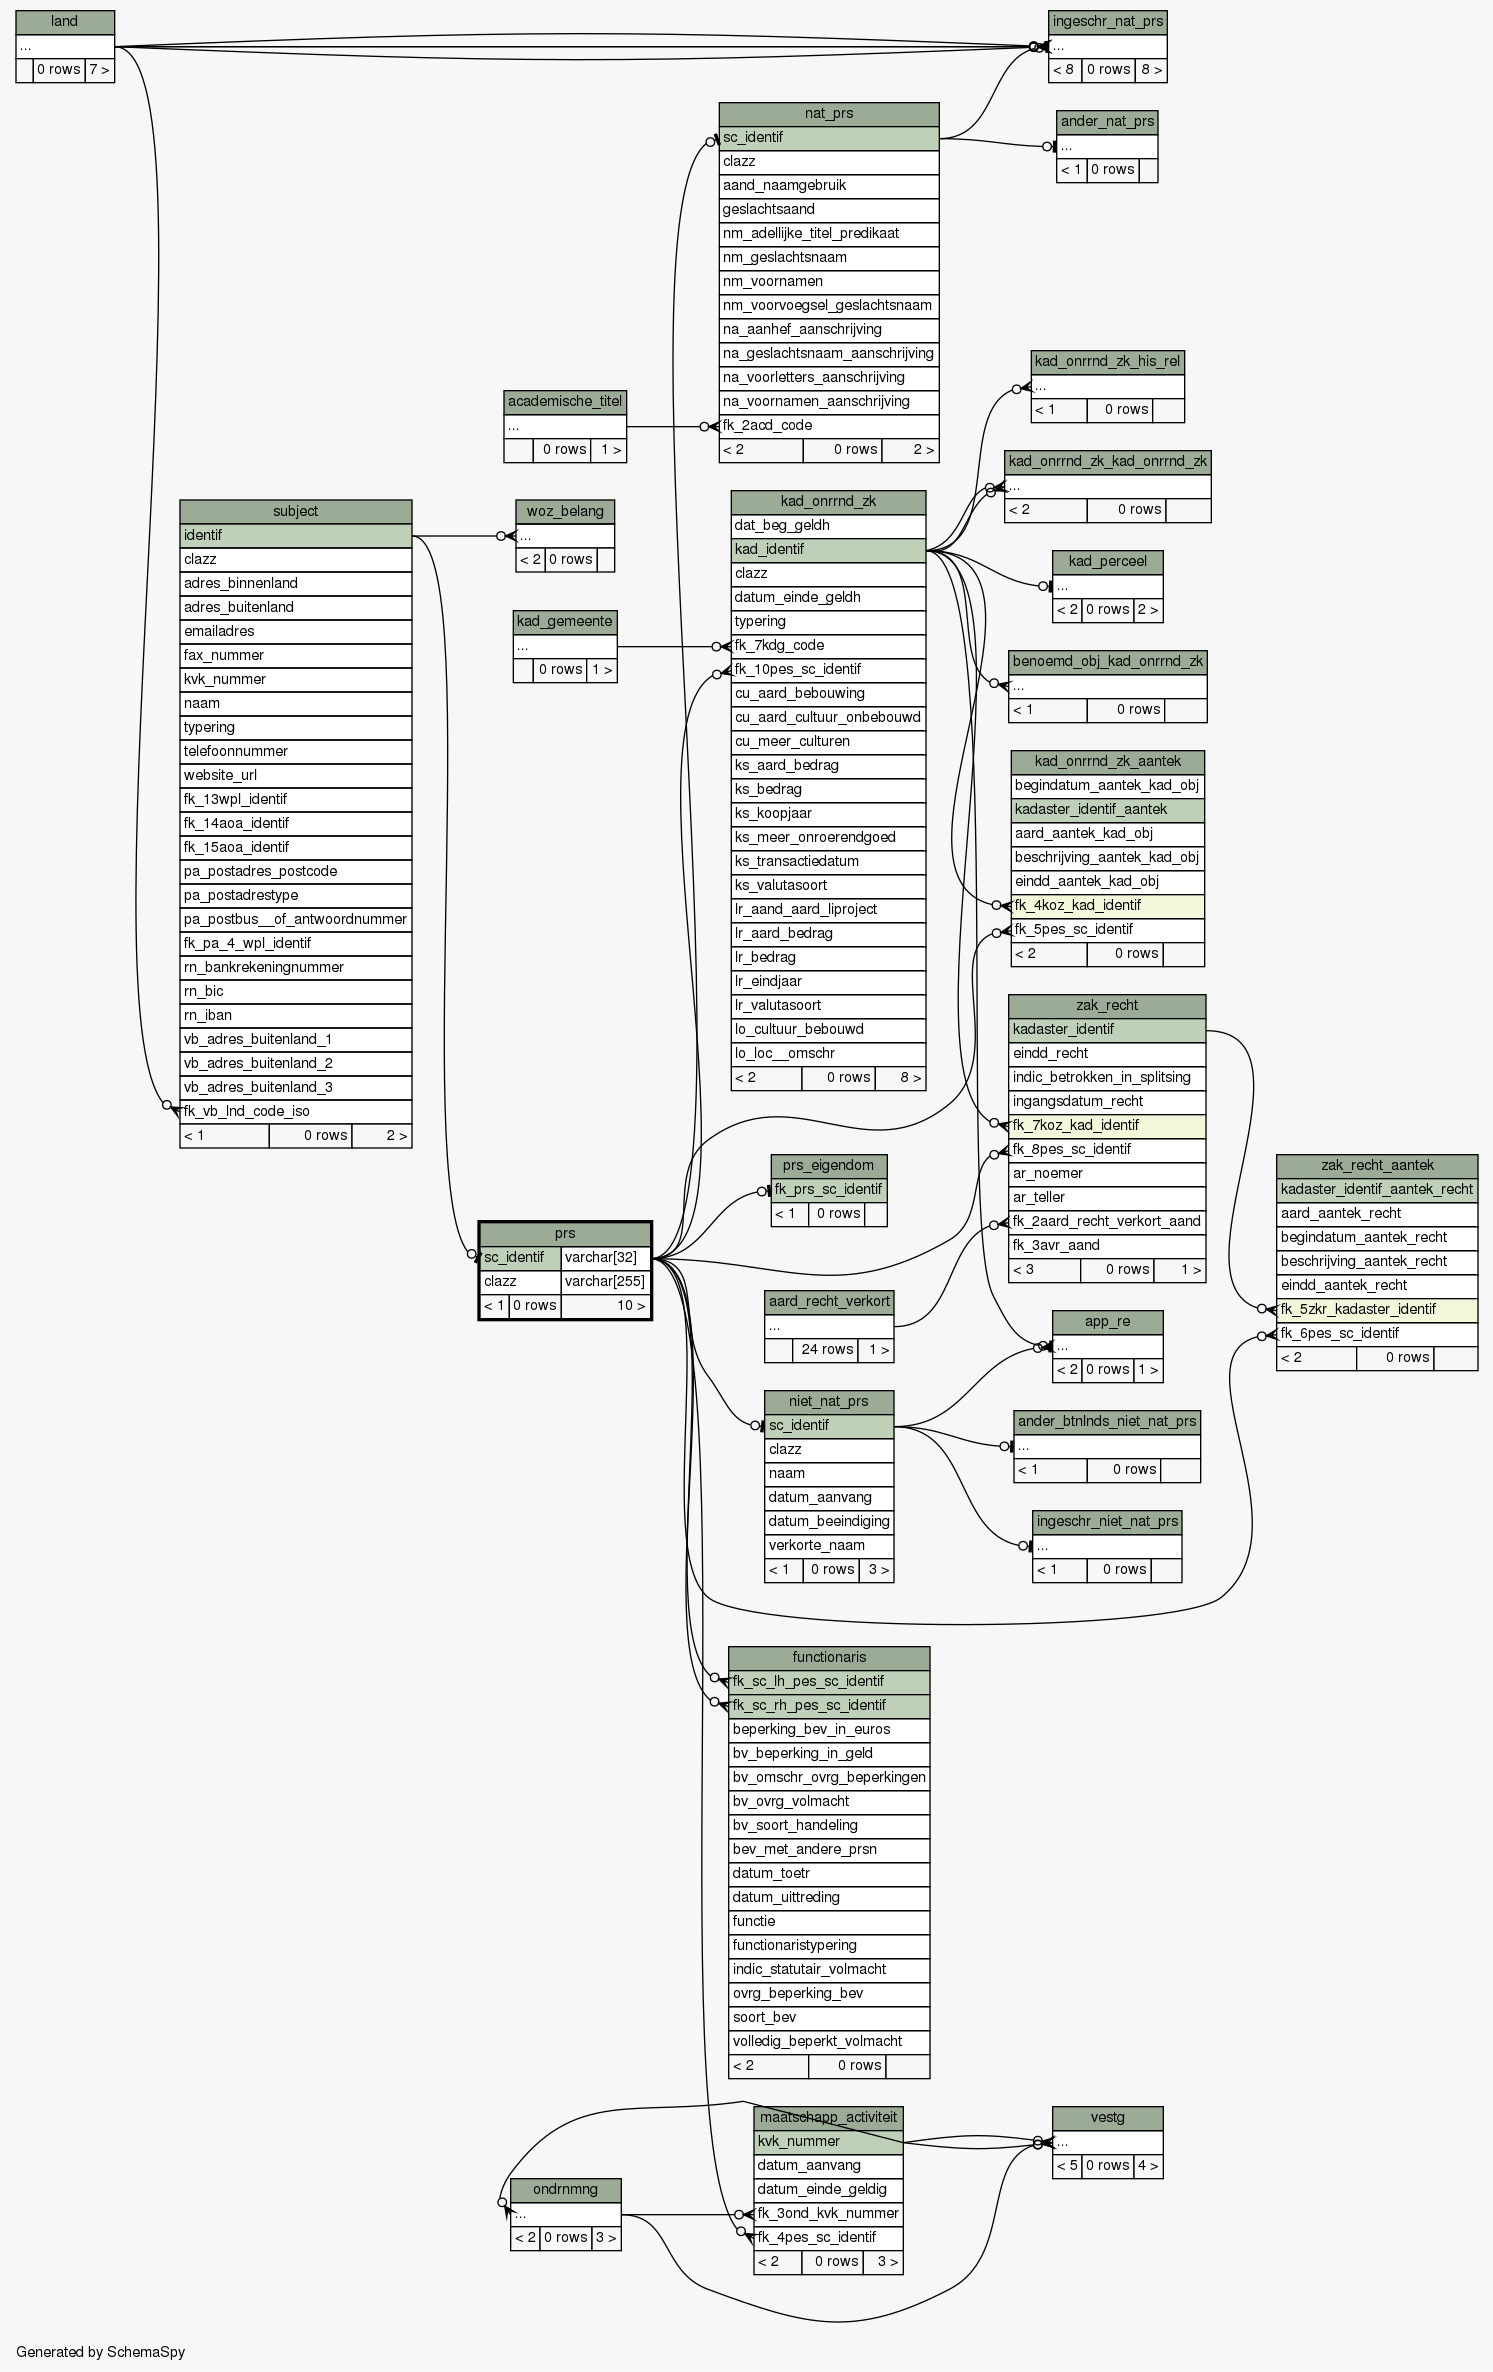 land
...
0 rows 7 >
ingeschr_nat_prs
...
< 8 0 rows 8 >
nat_prs
sc_identif
clazz
aand_naamgebruik
geslachtsaand
nm_adellijke_titel_predikaat
nm_geslachtsnaam
nm_voornamen
nm_voorvoegsel_geslachtsnaam
na_aanhef_aanschrijving
na_geslachtsnaam_aanschrijving
na_voorletters_aanschrijving
na_voornamen_aanschrijving
fk_2acd_code
< 2 0 rows 2 >
ander_nat_prs
...
< 1 0 rows
academische_titel
...
0 rows 1 >
kad_onrrnd_zk_his_rel
...
< 1 0 rows
kad_onrrnd_zk_kad_onrrnd_zk
...
< 2 0 rows
subject
identif
clazz
adres_binnenland
adres_buitenland
emailadres
fax_nummer
kvk_nummer
naam
typering
telefoonnummer
website_url
fk_13wpl_identif
fk_14aoa_identif
fk_15aoa_identif
pa_postadres_postcode
pa_postadrestype
pa_postbus__of_antwoordnummer
fk_pa_4_wpl_identif
rn_bankrekeningnummer
rn_bic
rn_iban
vb_adres_buitenland_1
vb_adres_buitenland_2
vb_adres_buitenland_3
fk_vb_lnd_code_iso
< 1 0 rows 2 >
woz_belang
...
< 2 0 rows
kad_gemeente
...
0 rows 1 >
kad_onrrnd_zk
dat_beg_geldh
kad_identif
clazz
datum_einde_geldh
typering
fk_7kdg_code
fk_10pes_sc_identif
cu_aard_bebouwing
cu_aard_cultuur_onbebouwd
cu_meer_culturen
ks_aard_bedrag
ks_bedrag
ks_koopjaar
ks_meer_onroerendgoed
ks_transactiedatum
ks_valutasoort
lr_aand_aard_liproject
lr_aard_bedrag
lr_bedrag
lr_eindjaar
lr_valutasoort
lo_cultuur_bebouwd
lo_loc__omschr
< 2 0 rows 8 >
kad_perceel
...
< 2 0 rows 2 >
benoemd_obj_kad_onrrnd_zk
...
< 1 0 rows
kad_onrrnd_zk_aantek
begindatum_aantek_kad_obj
kadaster_identif_aantek
aard_aantek_kad_obj
beschrijving_aantek_kad_obj
eindd_aantek_kad_obj
fk_4koz_kad_identif
fk_5pes_sc_identif
< 2 0 rows
zak_recht
kadaster_identif
eindd_recht
indic_betrokken_in_splitsing
ingangsdatum_recht
fk_7koz_kad_identif
fk_8pes_sc_identif
ar_noemer
ar_teller
fk_2aard_recht_verkort_aand
fk_3avr_aand
< 3 0 rows 1 >
zak_recht_aantek
kadaster_identif_aantek_recht
aard_aantek_recht
begindatum_aantek_recht
beschrijving_aantek_recht
eindd_aantek_recht
fk_5zkr_kadaster_identif
fk_6pes_sc_identif
< 2 0 rows
prs_eigendom
fk_prs_sc_identif
< 1 0 rows
prs
sc_identif varchar[32]
clazz varchar[255]
< 1 0 rows 10 >
aard_recht_verkort
...
24 rows 1 >
app_re
...
< 2 0 rows 1 >
niet_nat_prs
sc_identif
clazz
naam
datum_aanvang
datum_beeindiging
verkorte_naam
< 1 0 rows 3 >
ander_btnlnds_niet_nat_prs
...
< 1 0 rows
ingeschr_niet_nat_prs
...
< 1 0 rows
functionaris
fk_sc_lh_pes_sc_identif
fk_sc_rh_pes_sc_identif
beperking_bev_in_euros
bv_beperking_in_geld
bv_omschr_ovrg_beperkingen
bv_ovrg_volmacht
bv_soort_handeling
bev_met_andere_prsn
datum_toetr
datum_uittreding
functie
functionaristypering
indic_statutair_volmacht
ovrg_beperking_bev
soort_bev
volledig_beperkt_volmacht
< 2 0 rows
maatschapp_activiteit
kvk_nummer
datum_aanvang
datum_einde_geldig
fk_3ond_kvk_nummer
fk_4pes_sc_identif
< 2 0 rows 3 >
vestg
...
< 5 0 rows 4 >
ondrnmng
...
< 2 0 rows 3 >
Generated by SchemaSpy